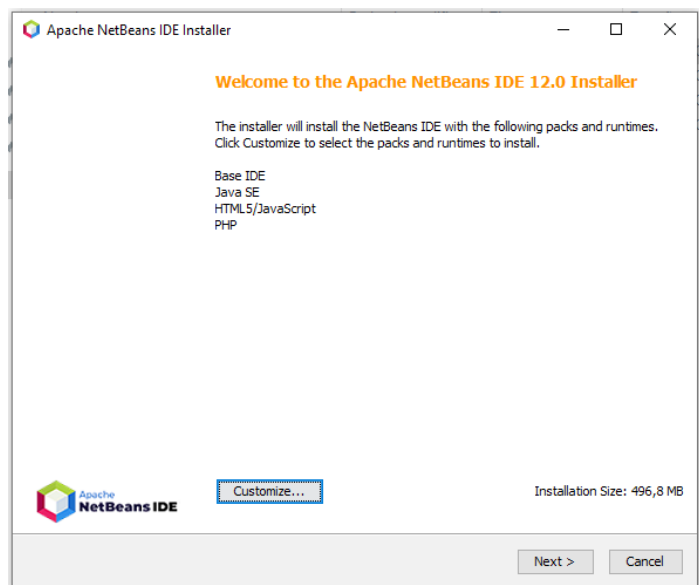 Apache NetBeans IDE Installer
Welcome to the Apache NetBeans IDE 12.0 Installer
The installer will install the NetBeans IDE with the following packs and runtimes.
Click Customize to select the packs and runtimes to install.
Base IDE
Java SE
HTML5/JavaScript
PHP
Apache
NetBeans IDE
Customize...
Installation Size: 496,8 MB
Next >
Cancel